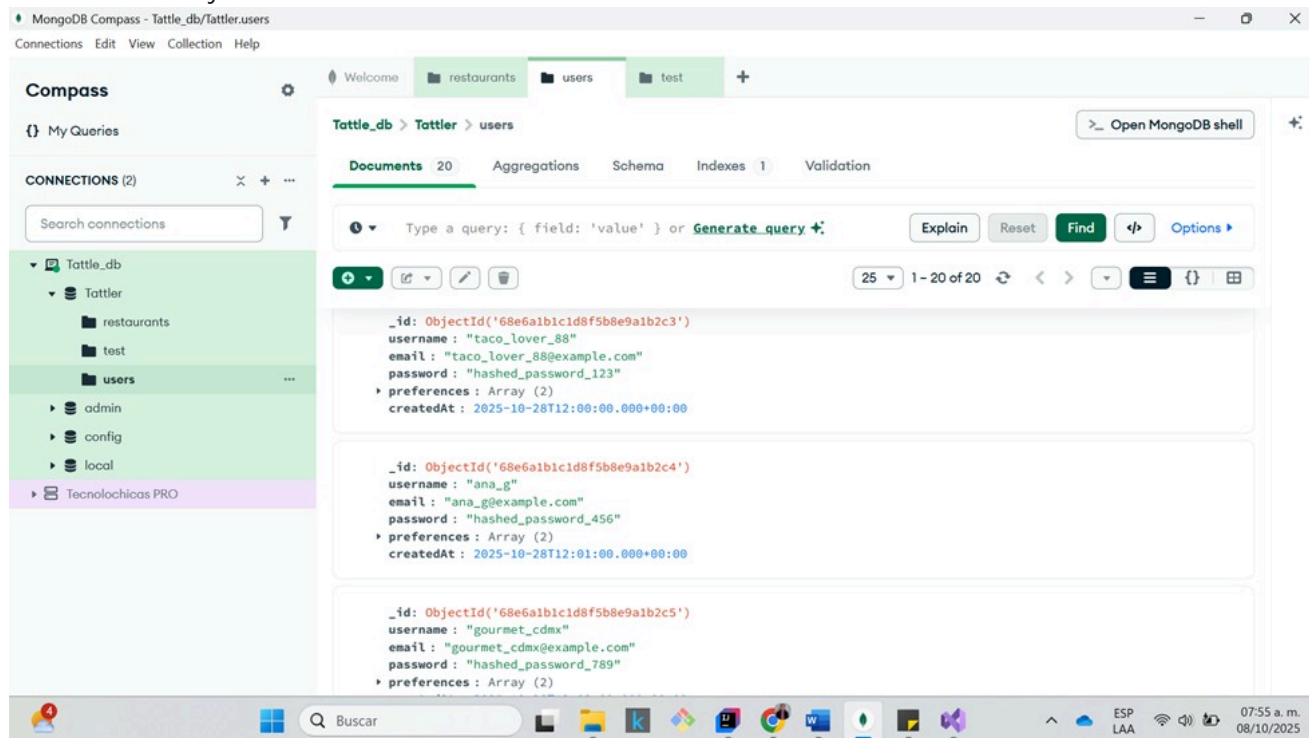 MongoDB Compass - Tattle_db/Tattler.users
Connections Edit View Collection Help
Compass
{} My Queries
CONNECTIONS (2)
Search connections
Tattle_db
Tattler
restaurants
test
users
admin
config
local
Tecnolochicas PRO
Welcome restaurants users test +
Tattle_db > Tattler > users
>_ Open MongoDB shell
Documents 20 Aggregations Schema Indexes 1 Validation
Type a query: { field: 'value' } or Generate query
Explain Reset Find </> Options
25 1 – 20 of 20 {}
_id: ObjectId('68e6a1b1c1d8f5b8e9a1b2c3')
username : "taco_lover_88"
email : "taco_lover_88@example.com"
password : "hashed_password_123"
preferences : Array (2)
createdAt : 2025-10-28T12:00:00.000+00:00
_id: ObjectId('68e6a1b1c1d8f5b8e9a1b2c4')
username : "ana_g"
email : "ana_g@example.com"
password : "hashed_password_456"
preferences : Array (2)
createdAt : 2025-10-28T12:01:00.000+00:00
_id: ObjectId('68e6a1b1c1d8f5b8e9a1b2c5')
username : "gourmet_cdmx"
email : "gourmet_cdmx@example.com"
password : "hashed_password_789"
preferences : Array (2)
4
Buscar
k
ESP
LAA
07:55 a. m.
08/10/2025